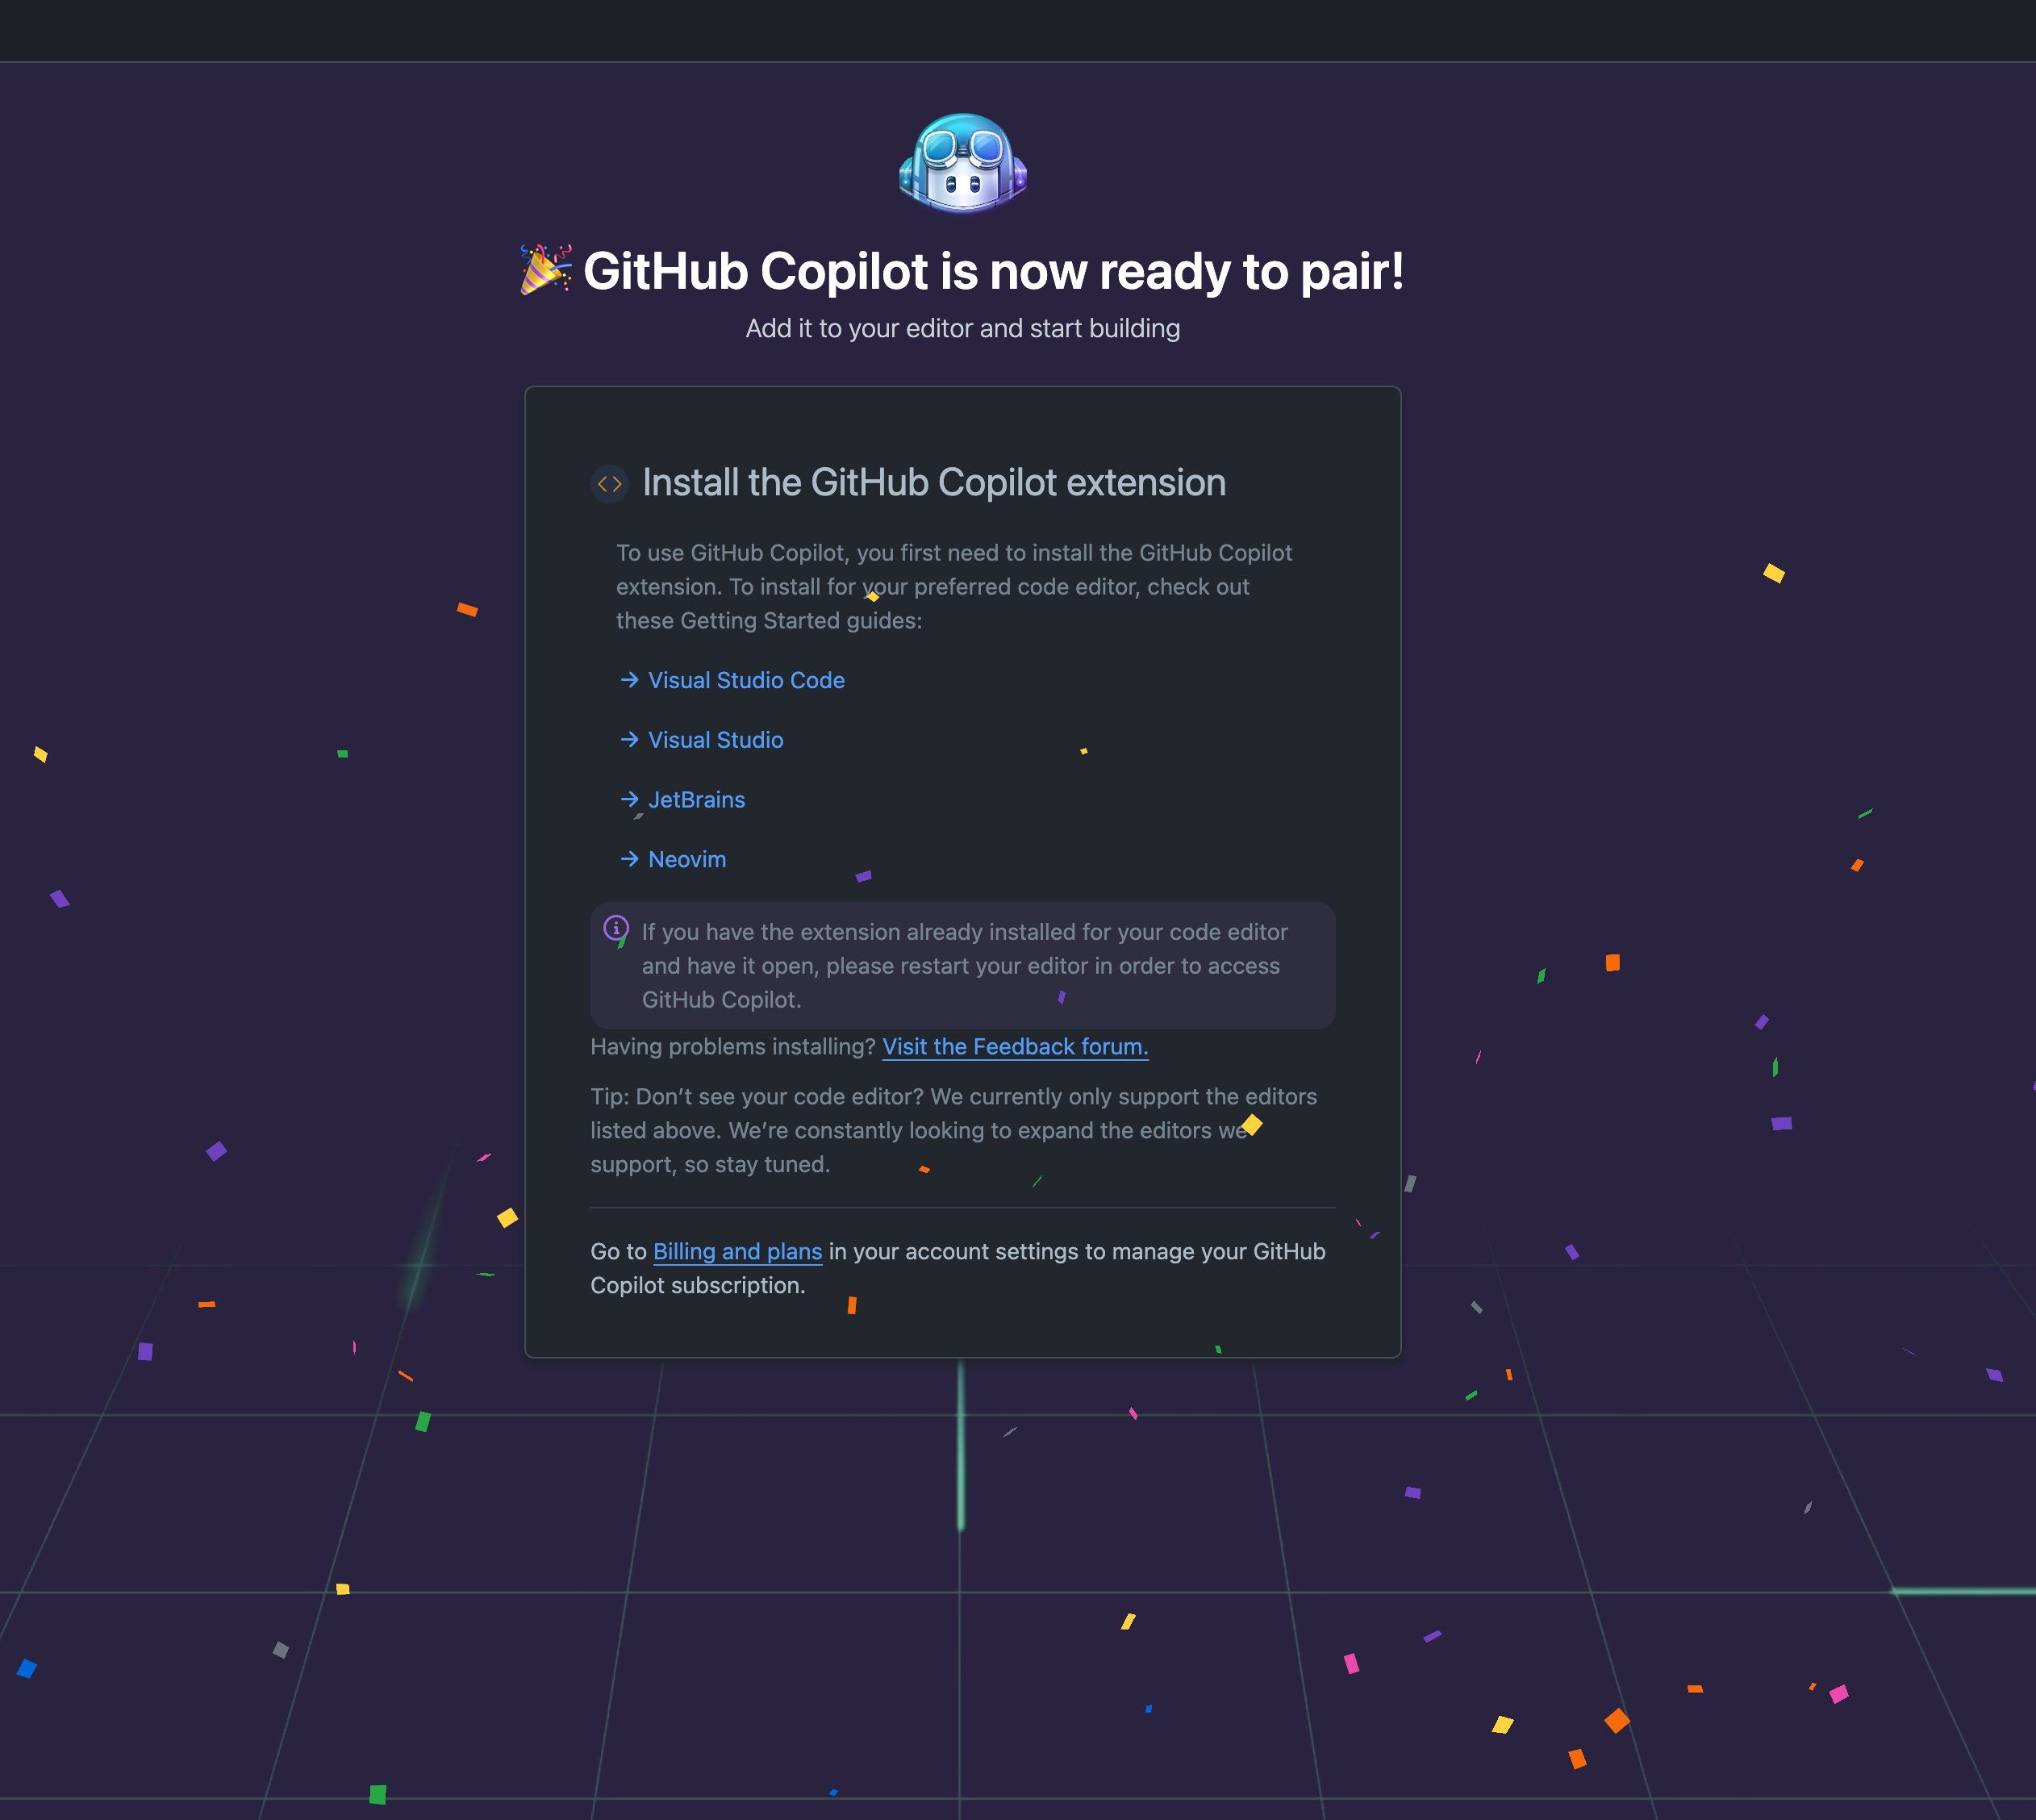 🎉 GitHub Copilot is now ready to pair!
Add it to your editor and start building
Install the GitHub Copilot extension
To use GitHub Copilot, you first need to install the GitHub Copilot
extension. To install for your preferred code editor, check out
these Getting Started guides:
→ Visual Studio Code
→ Visual Studio
→ JetBrains
→ Neovim
If you have the extension already installed for your code editor
and have it open, please restart your editor in order to access
GitHub Copilot.
Having problems installing? Visit the Feedback forum.
Tip: Don’t see your code editor? We currently only support the editors
listed above. We’re constantly looking to expand the editors we
support, so stay tuned.
Go to Billing and plans in your account settings to manage your GitHub
Copilot subscription.